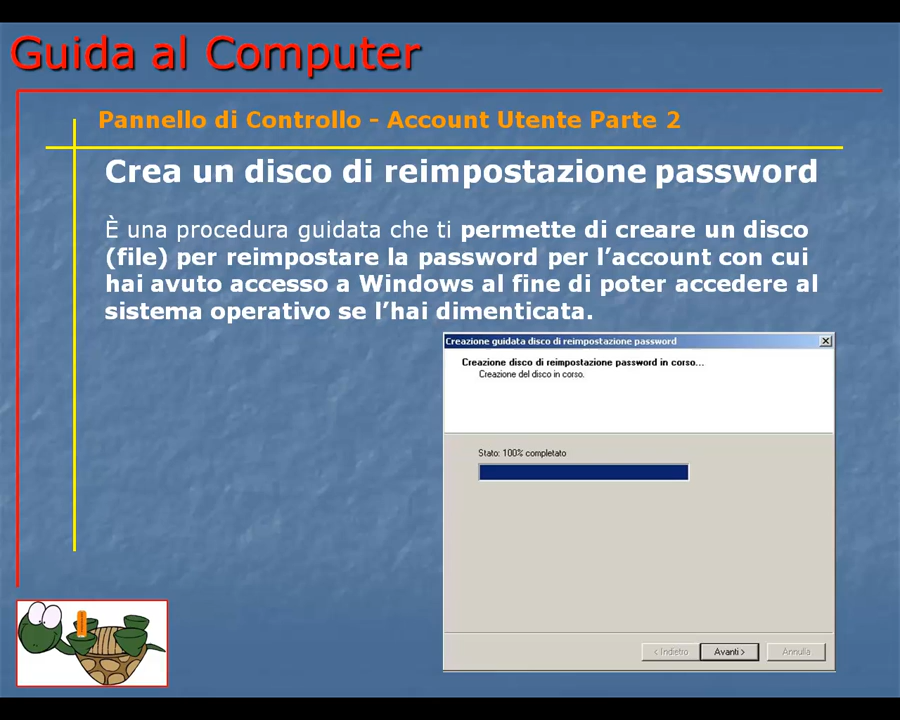 Guida al Computer
Pannello di Controllo - Account Utente Parte 2
Crea un disco di reimpostazione password
È una procedura guidata che ti permette di creare un disco
(file) per reimpostare la password per l’account con cui
hai avuto accesso a Windows al fine di poter accedere al
sistema operativo se l’hai dimenticata.
Creazione guidata disco di reimpostazione password
Creazione disco di reimpostazione password in corso...
Creazione del disco in corso.
Stato: 100% completato
< Indietro Avanti > Annulla